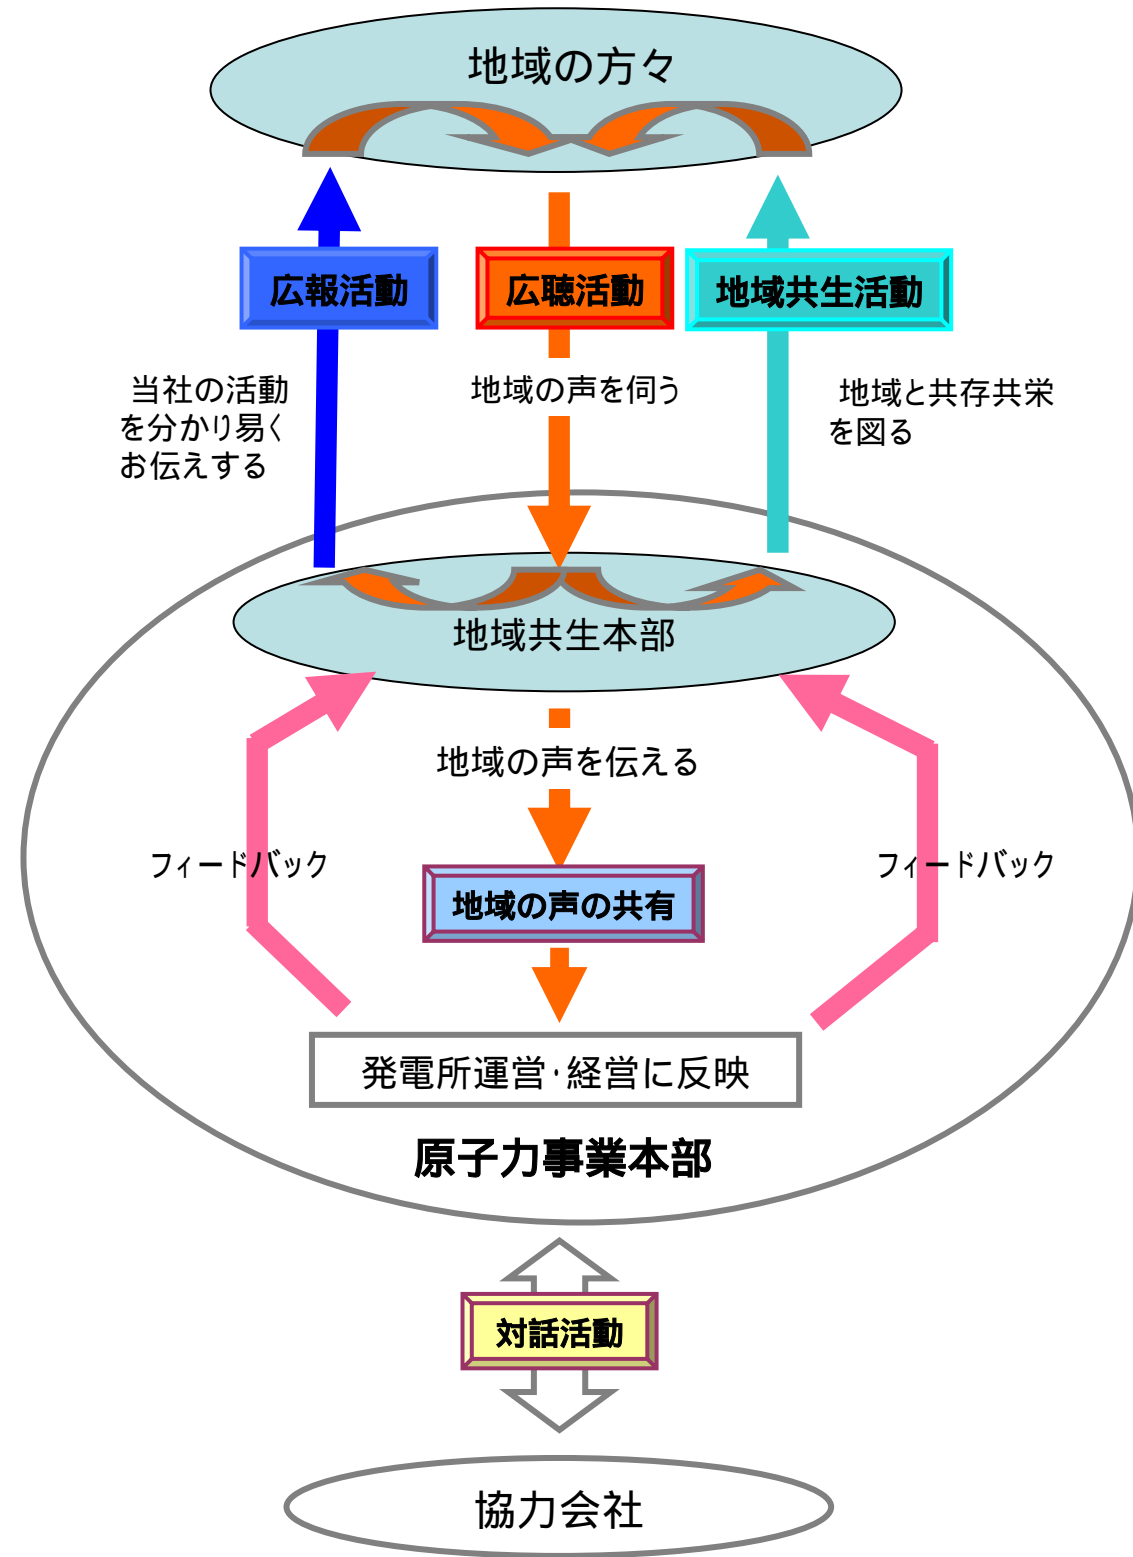 地域の方々
広報活動
広聴活動
地域共生活動
当社の活動
を分かり易く
お伝えする
地域の声を伺う
地域と共存共栄
を図る
地域共生本部
地域の声を伝える
フィードバック
フィードバック
地域の声の共有
発電所運営・経営に反映
原子力事業本部
対話活動
協力会社